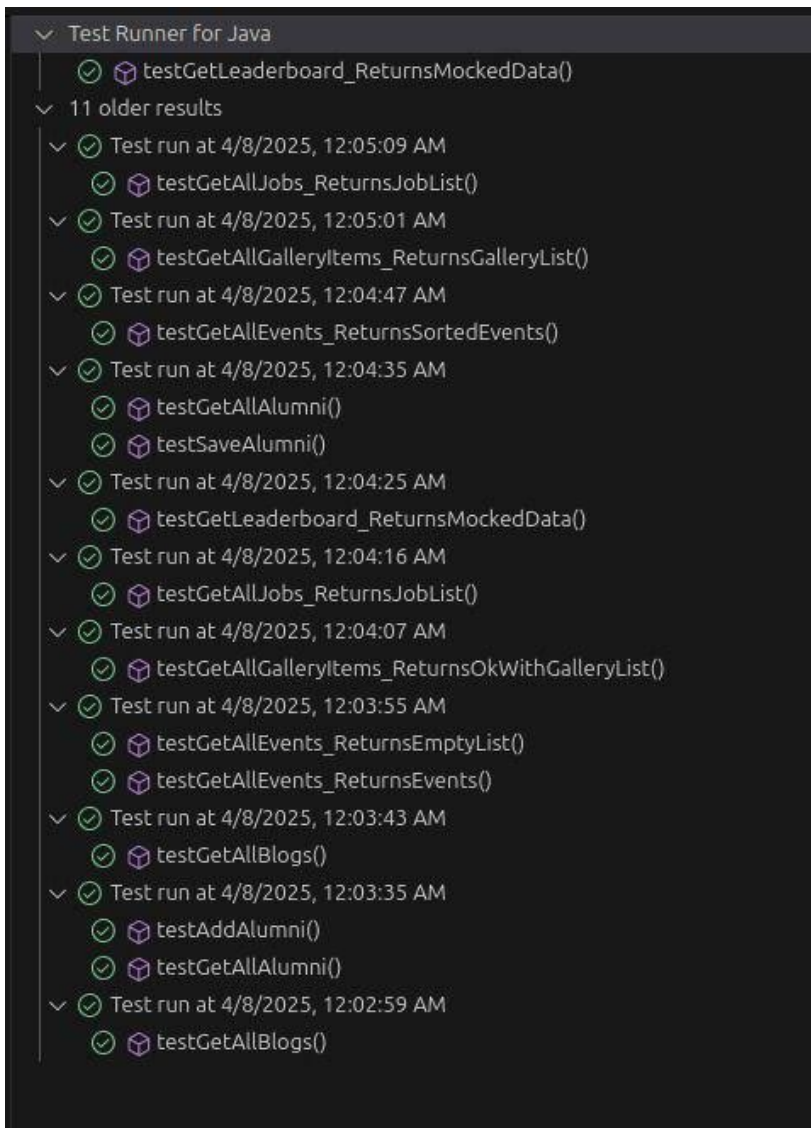 Test Runner for Java
testGetLeaderboard_ReturnsMockedData()
11 older results
Test run at 4/8/2025, 12:05:09 AM
testGetAllJobs_ReturnsJobList()
Test run at 4/8/2025, 12:05:01 AM
testGetAllGalleryItems_ReturnsGalleryList()
Test run at 4/8/2025, 12:04:47 AM
testGetAllEvents_ReturnsSortedEvents()
Test run at 4/8/2025, 12:04:35 AM
testGetAllAlumni()
testSaveAlumni()
Test run at 4/8/2025, 12:04:25 AM
testGetLeaderboard_ReturnsMockedData()
Test run at 4/8/2025, 12:04:16 AM
testGetAllJobs_ReturnsJobList()
Test run at 4/8/2025, 12:04:07 AM
testGetAllGalleryItems_ReturnsOkWithGalleryList()
Test run at 4/8/2025, 12:03:55 AM
testGetAllEvents_ReturnsEmptyList()
testGetAllEvents_ReturnsEvents()
Test run at 4/8/2025, 12:03:43 AM
testGetAllBlogs()
Test run at 4/8/2025, 12:03:35 AM
testAddAlumni()
testGetAllAlumni()
Test run at 4/8/2025, 12:02:59 AM
testGetAllBlogs()